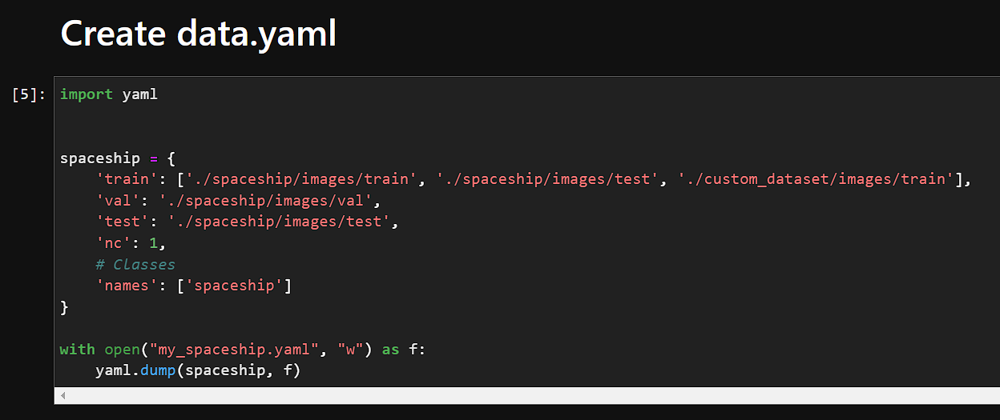 Create data.yaml
[5]:
import yaml
spaceship = {
    'train': ['./spaceship/images/train', './spaceship/images/test', './custom_dataset/images/train'],
    'val': './spaceship/images/val',
    'test': './spaceship/images/test',
    'nc': 1,
    # Classes
    'names': ['spaceship']
}
with open("my_spaceship.yaml", "w") as f:
    yaml.dump(spaceship, f)